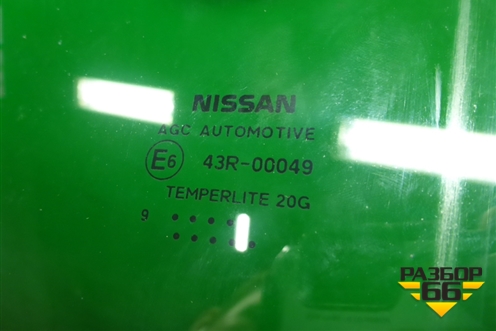 NISSAN
AGC AUTOMOTIVE
E6 43R-00049
TEMPERLITE 20G
9
РАЗБОР
66